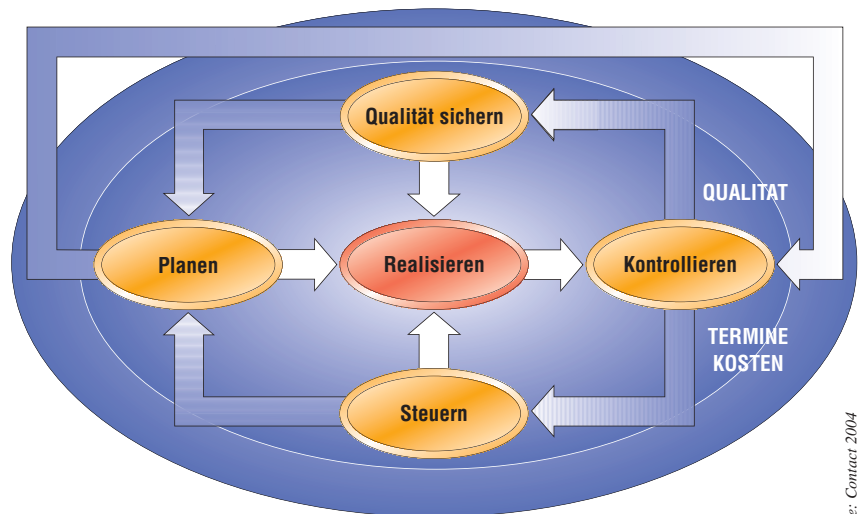 Qualität sichern
QUALITAT
Planen
Realisieren
Kontrollieren
TERMINE
KOSTEN
Steuern
e: Contact 2004